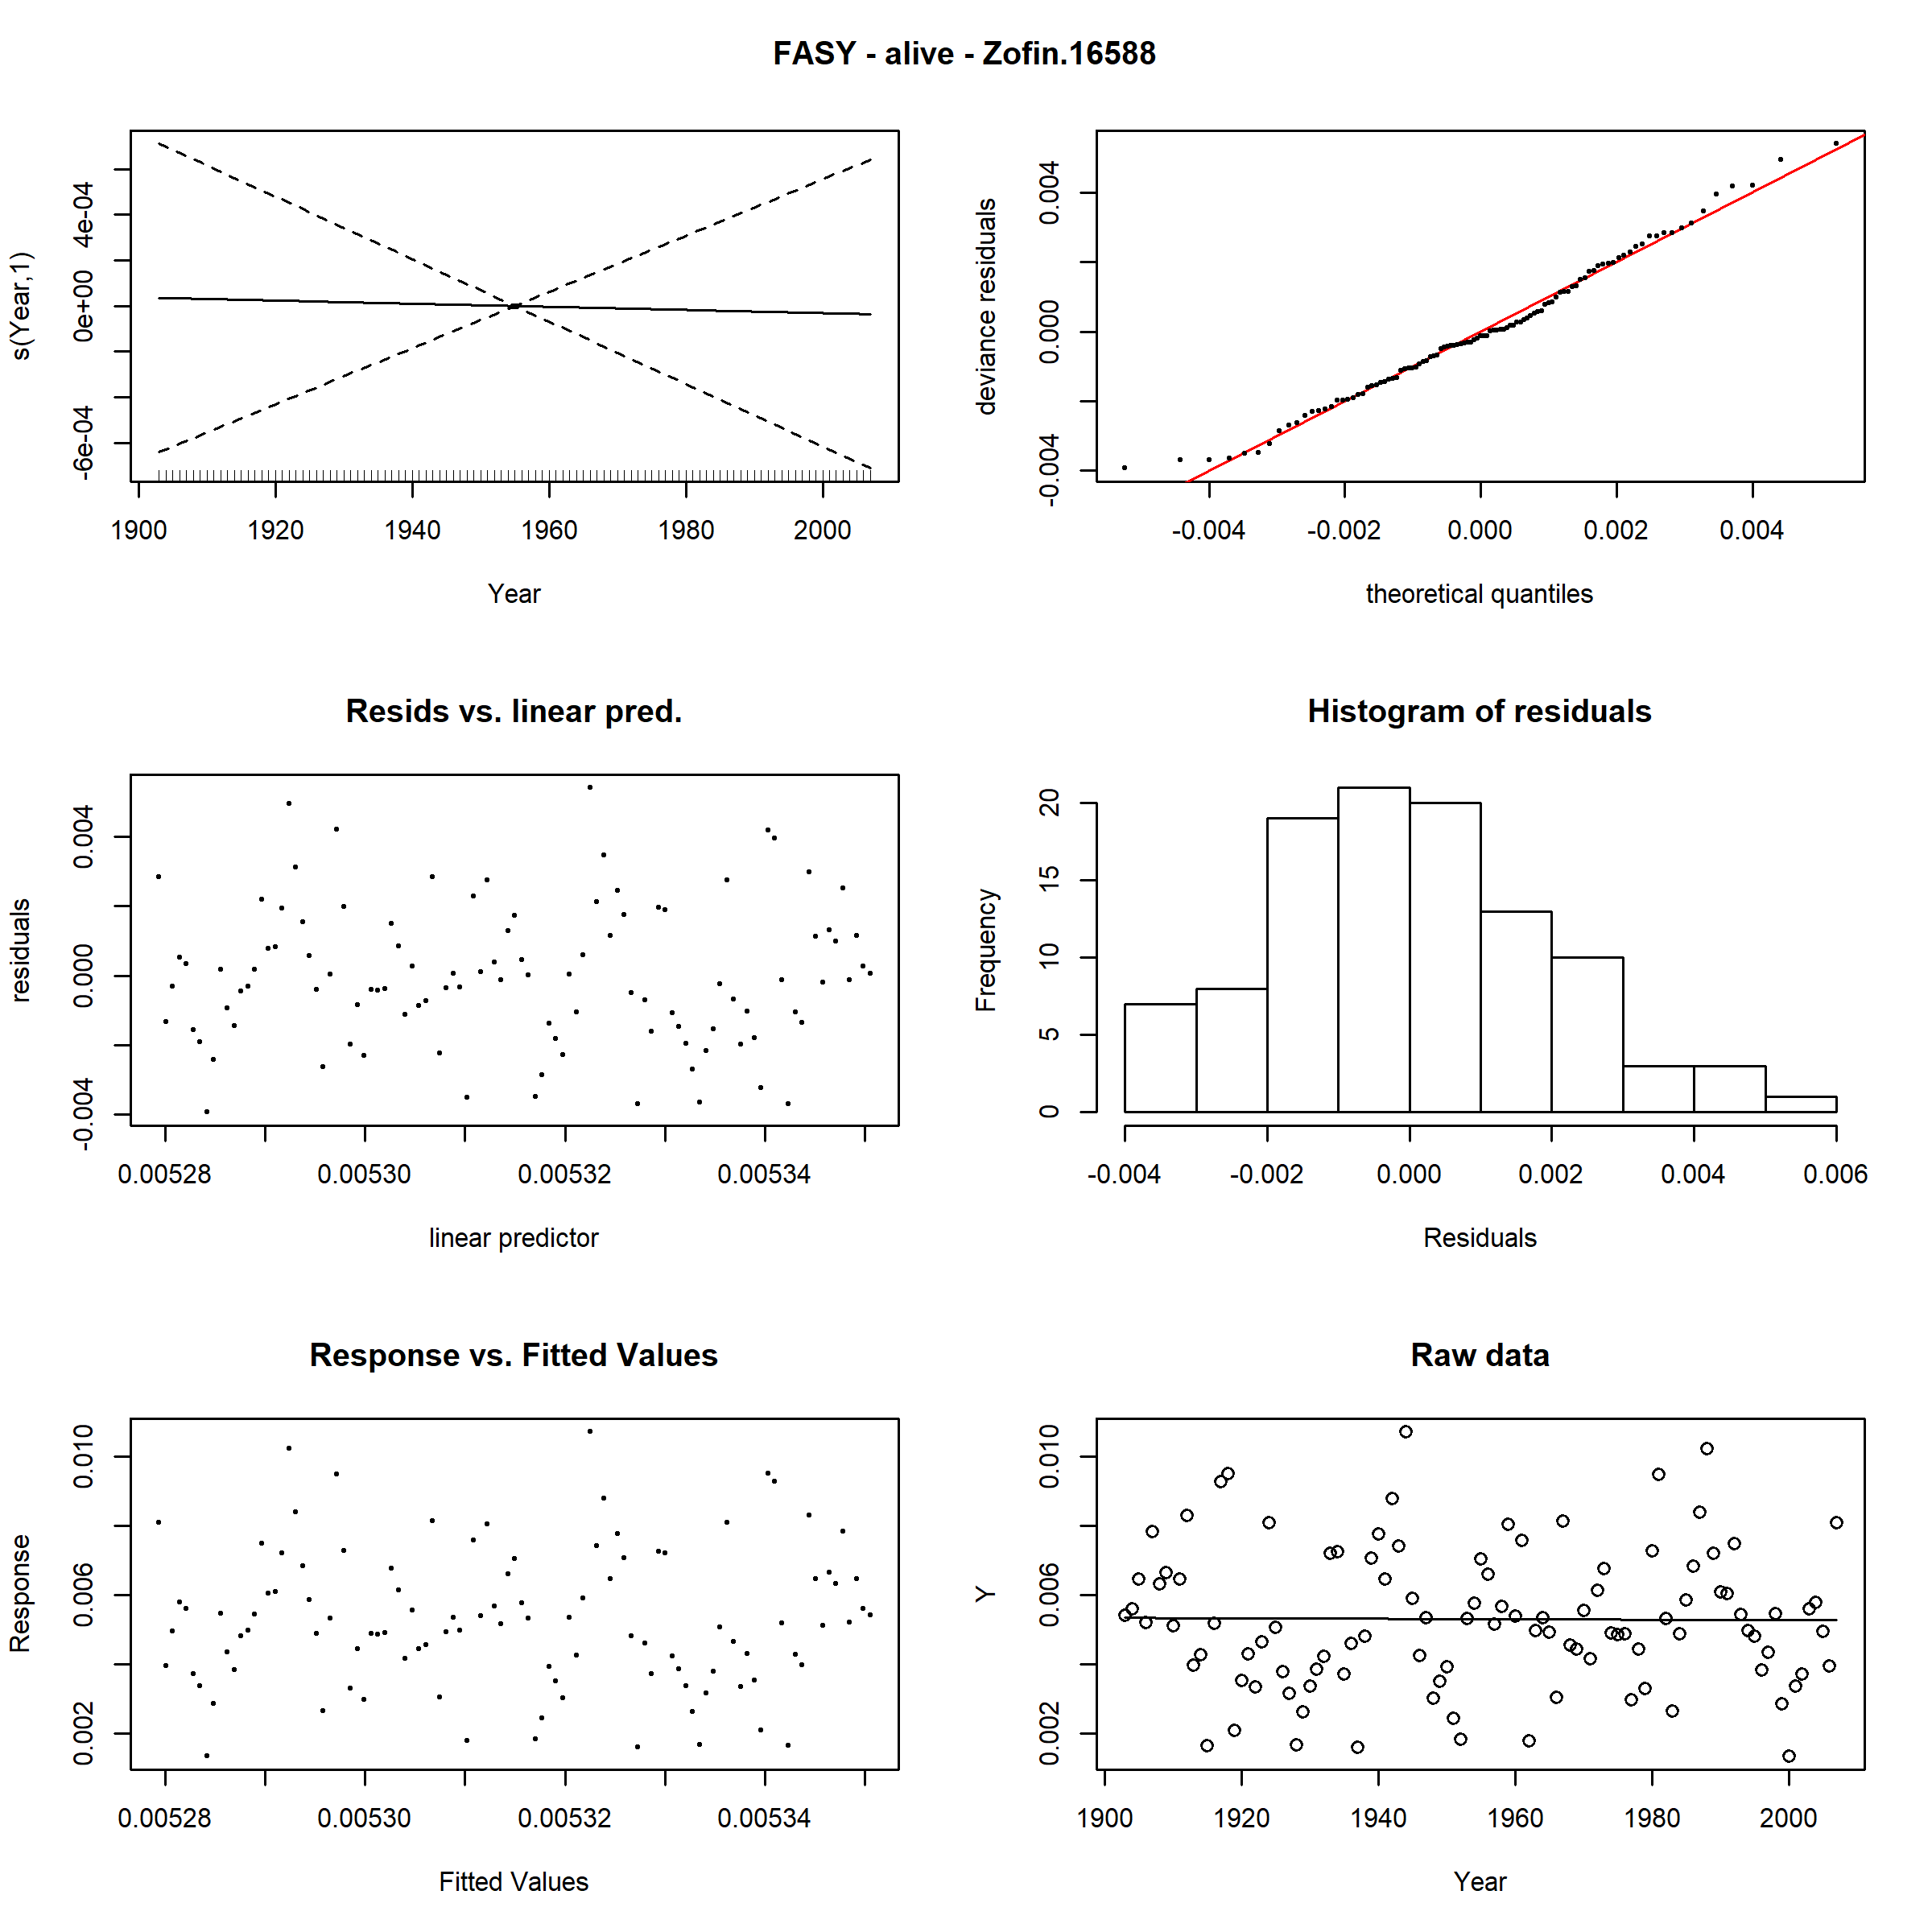 FASY - alive - Zofin.16588
s(Year,1)
-6e-04
0e+00
4e-04
1900 1920 1940 1960 1980 2000
Year
deviance residuals
-0.004
0.000
0.004
-0.004 -0.002 0.000 0.002 0.004
theoretical quantiles
Resids vs. linear pred.
residuals
-0.004
0.000
0.004
0.00528 0.00530 0.00532 0.00534
linear predictor
Histogram of residuals
Frequency
0
5
10
15
20
-0.004 -0.002 0.000 0.002 0.004 0.006
Residuals
Response vs. Fitted Values
Response
0.002
0.006
0.010
0.00528 0.00530 0.00532 0.00534
Fitted Values
Raw data
Y
0.002
0.006
0.010
1900 1920 1940 1960 1980 2000
Year